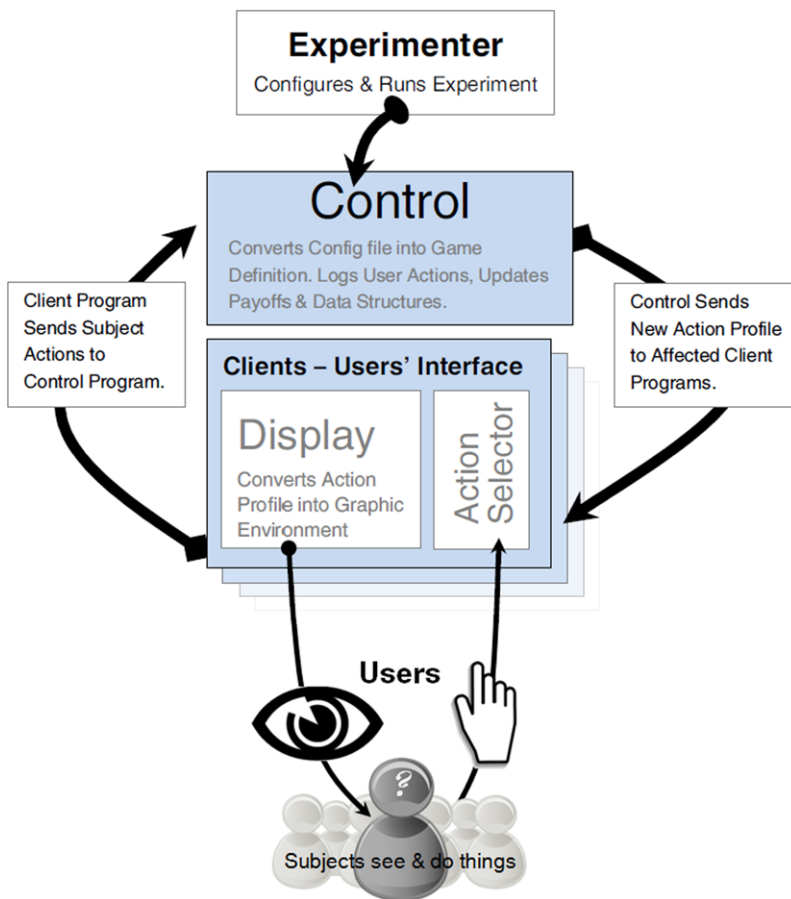 Experimenter
Configures & Runs Experiment
Control
Converts Config file into Game
Definition. Logs User Actions, Updates
Payoffs & Data Structures.
Client Program
Sends Subject
Actions to
Control Program.
Control Sends
New Action Profile
to Affected Client
Programs.
Clients – Users' Interface
Display
Converts Action
Profile into Graphic
Environment
Action
Selector
Users
?
Subjects see & do things